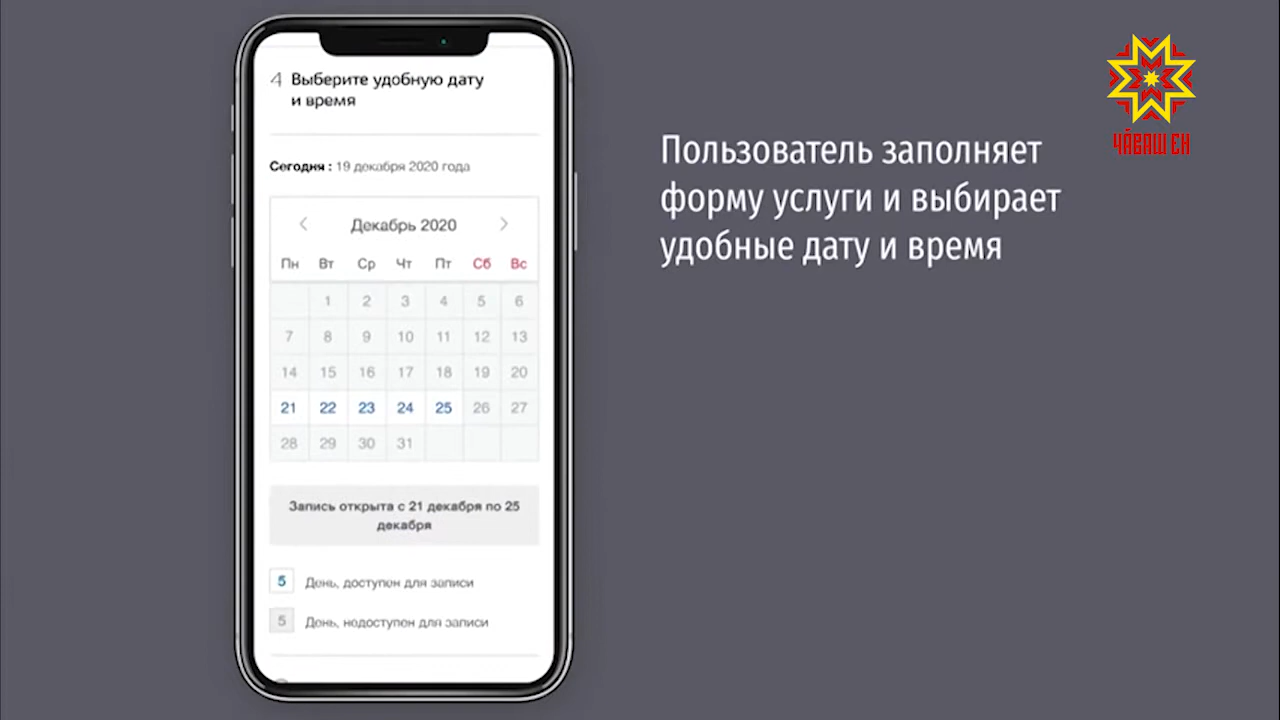 4 Выберите удобную дату
и время
Сегодня : 19 декабря 2020 года
Декабрь 2020
Пн Вт Ср Чт Пт Сб Вс
1 2 3 4 5 6
7 8 9 10 11 12 13
14 15 16 17 18 19 20
21 22 23 24 25 26 27
28 29 30 31
Запись открыта с 21 декабря по 25
декабря
5 День, доступен для записи
5 День, недоступен для записи
Пользователь заполняет
форму услуги и выбирает
удобные дату и время
ЧӐВАШ ЕН